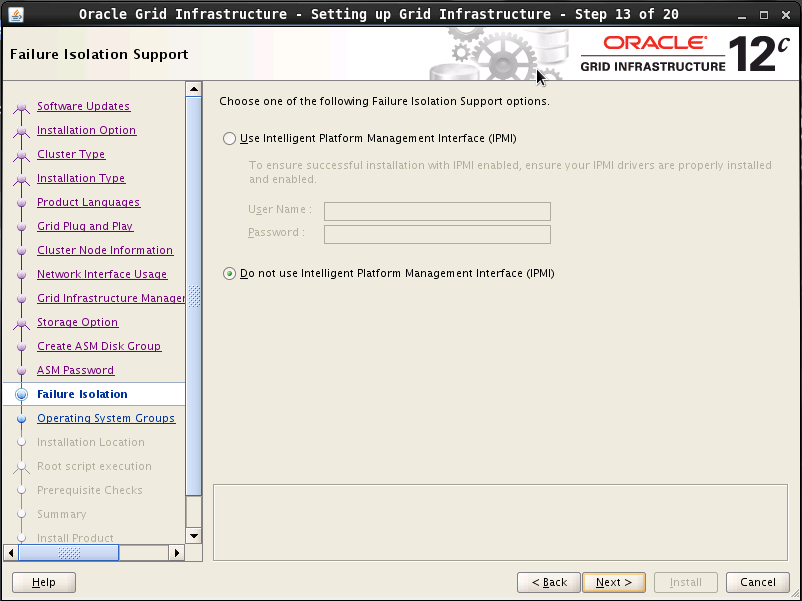 Oracle Grid Infrastructure - Setting up Grid Infrastructure - Step 13 of 20
Failure Isolation Support
ORACLE
GRID INFRASTRUCTURE 12c
Software Updates
Installation Option
Cluster Type
Installation Type
Product Languages
Grid Plug and Play
Cluster Node Information
Network Interface Usage
Grid Infrastructure Manager
Storage Option
Create ASM Disk Group
ASM Password
Failure Isolation
Operating System Groups
Installation Location
Root script execution
Prerequisite Checks
Summary
Install Product
Choose one of the following Failure Isolation Support options.
Use Intelligent Platform Management Interface (IPMI)
To ensure successful installation with IPMI enabled, ensure your IPMI drivers are properly installed
and enabled.
User Name :
Password :
Do not use Intelligent Platform Management Interface (IPMI)
Help
< Back
Next >
Install
Cancel